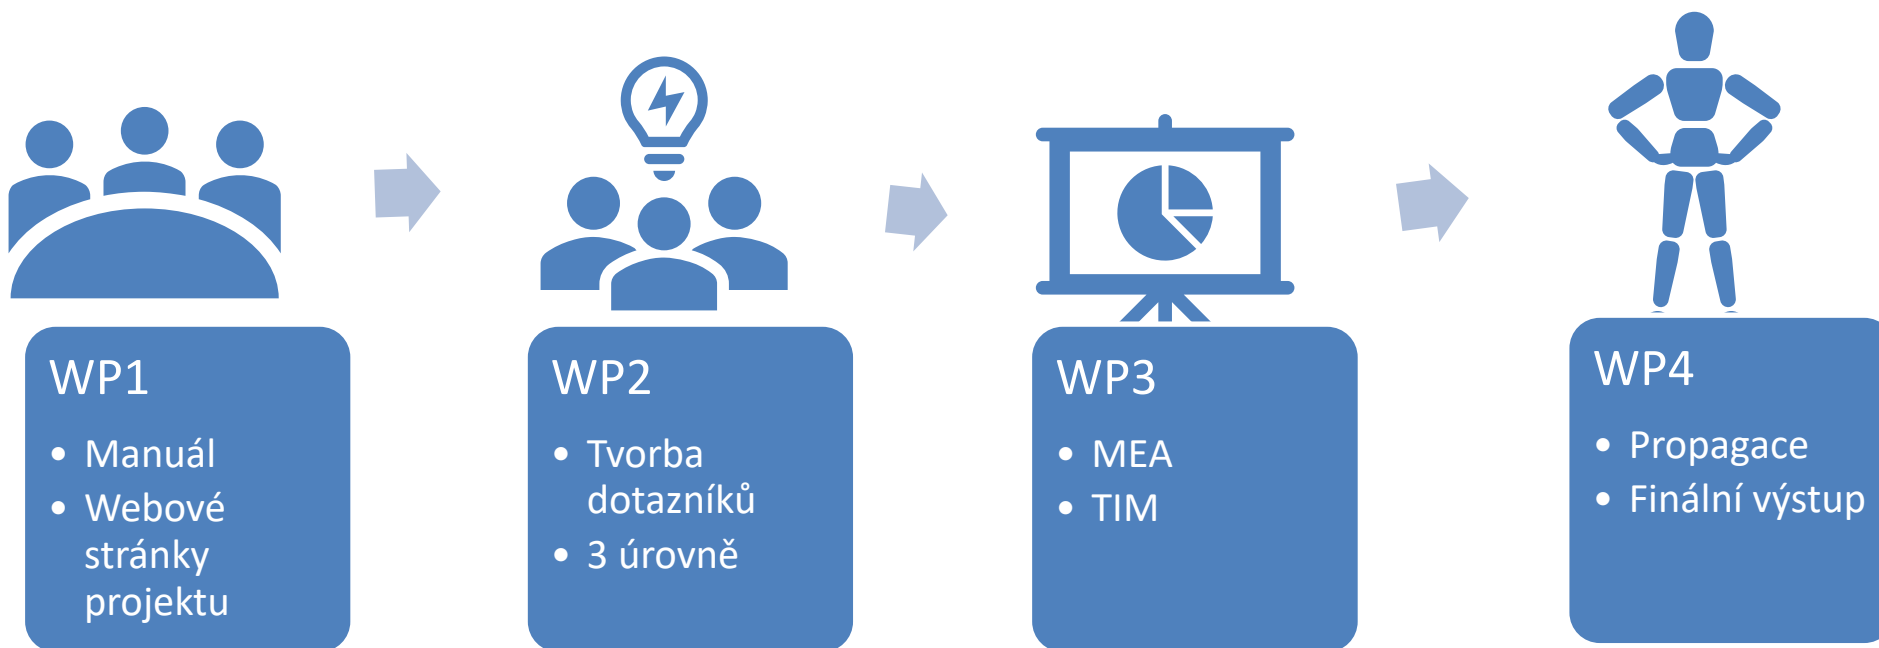 WP1
• Manuál
• Webové
stránky
projektu
WP2
• Tvorba
dotazníků
• 3 úrovně
WP3
• MEA
• TIM
WP4
• Propagace
• Finální výstup